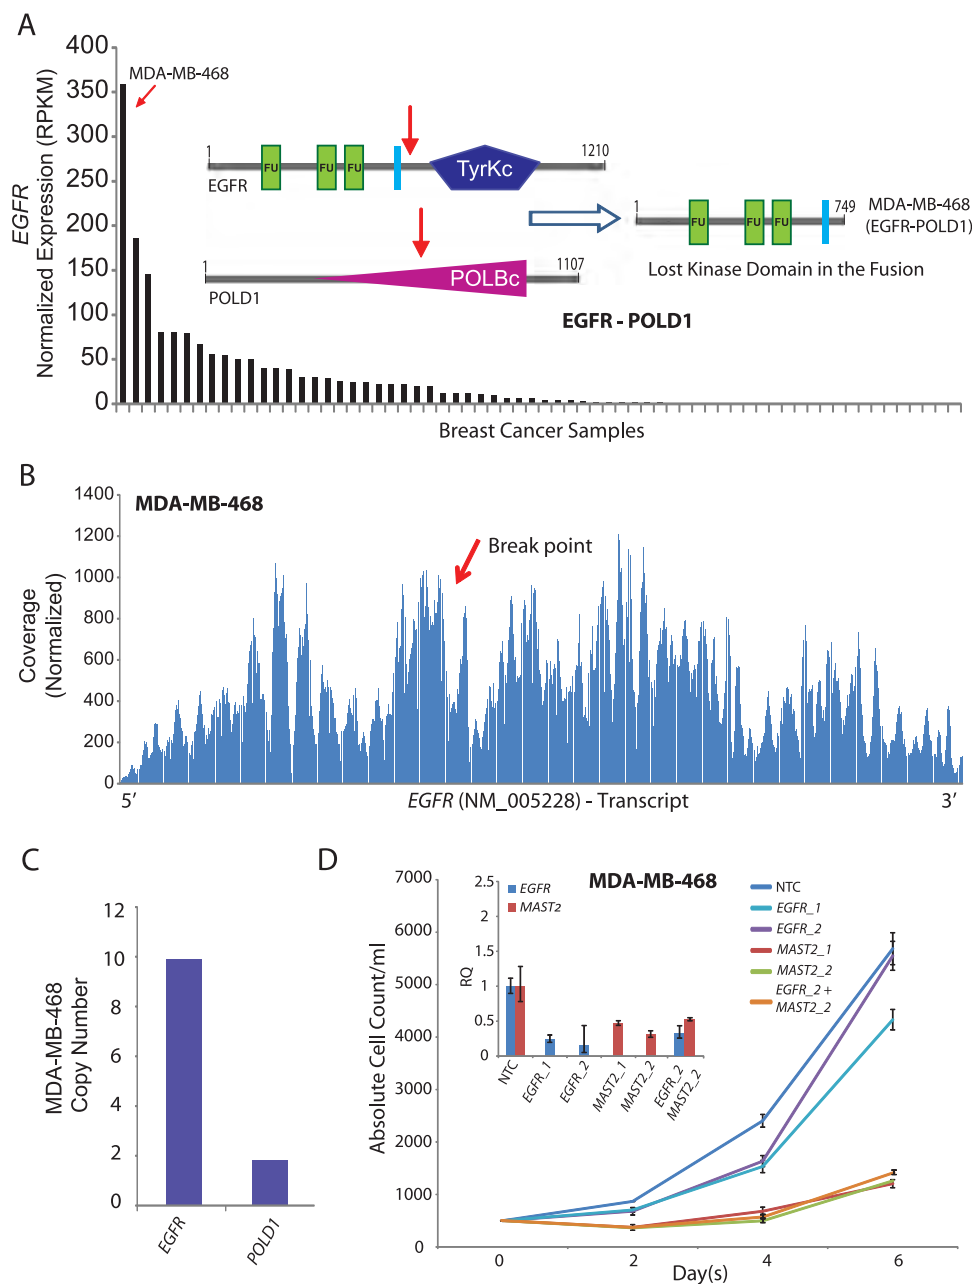 A
400
350
300
250
200
150
100
50
0
EGFR
Normalized Expression (RPKM)
MDA-MB-468
1
FU
FU
FU
TyrKc
1210
EGFR
1
POLBc
1107
POLD1
1
FU
FU
FU
749
MDA-MB-468
(EGFR-POLD1)
Lost Kinase Domain in the Fusion
EGFR - POLD1
Breast Cancer Samples
B
MDA-MB-468
1400
1200
1000
800
600
400
200
0
Coverage
(Normalized)
Break point
5′
EGFR (NM_005228) - Transcript
3′
C
12
10
8
6
4
2
0
MDA-MB-468
Copy Number
EGFR
POLD1
D
7000
6000
5000
4000
3000
2000
1000
0
Absolute Cell Count/ml
MDA-MB-468
2.5
2
1.5
1
0.5
0
RQ
EGFR
MAST2
NTC
EGFR_1
EGFR_2
MAST2_1
MAST2_2
EGFR_2
MAST2_2
NTC
EGFR_1
EGFR_2
MAST2_1
MAST2_2
EGFR_2 +
MAST2_2
0
2
4
6
Day(s)